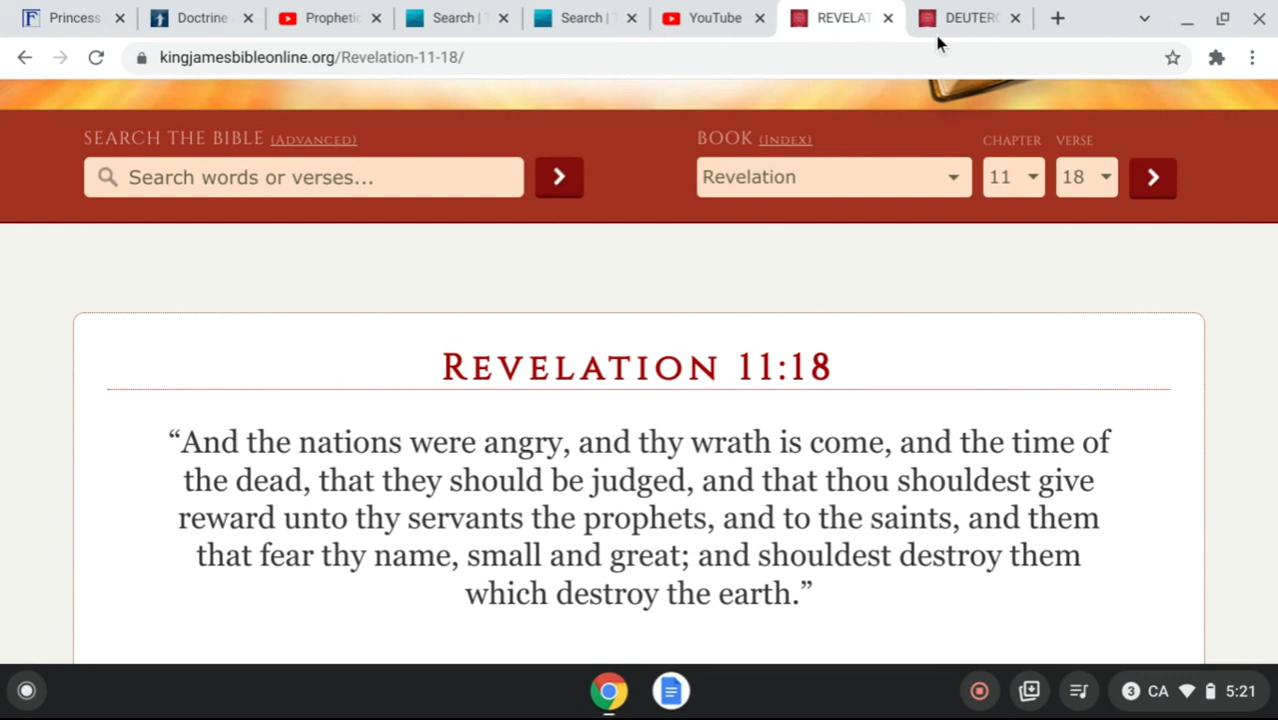 Princess
Doctrine
Prophetic
Search | T
Search | T
YouTube
REVELAT
DEUTERO
kingjamesbibleonline.org/Revelation-11-18/
SEARCH THE BIBLE (ADVANCED)
BOOK (INDEX)
CHAPTER
VERSE
Search words or verses...
Revelation
11
18
REVELATION 11:18
“And the nations were angry, and thy wrath is come, and the time of
the dead, that they should be judged, and that thou shouldest give
reward unto thy servants the prophets, and to the saints, and them
that fear thy name, small and great; and shouldest destroy them
which destroy the earth.”
3 CA 5:21